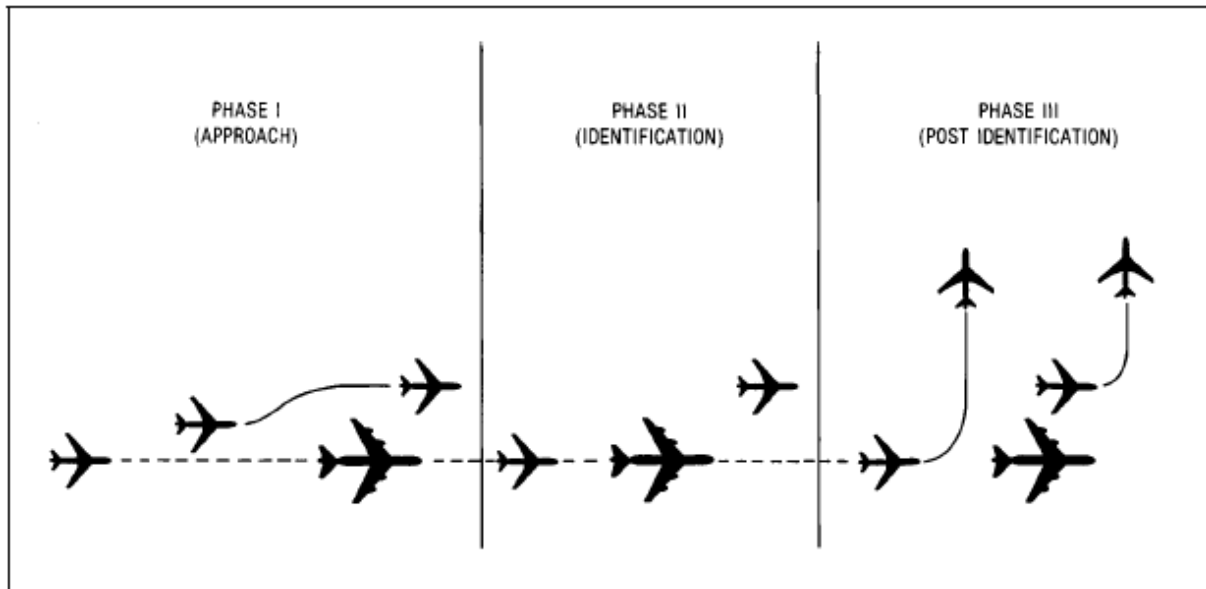 PHASE I
(APPROACH)
PHASE II
(IDENTIFICATION)
PHASE III
(POST IDENTIFICATION)